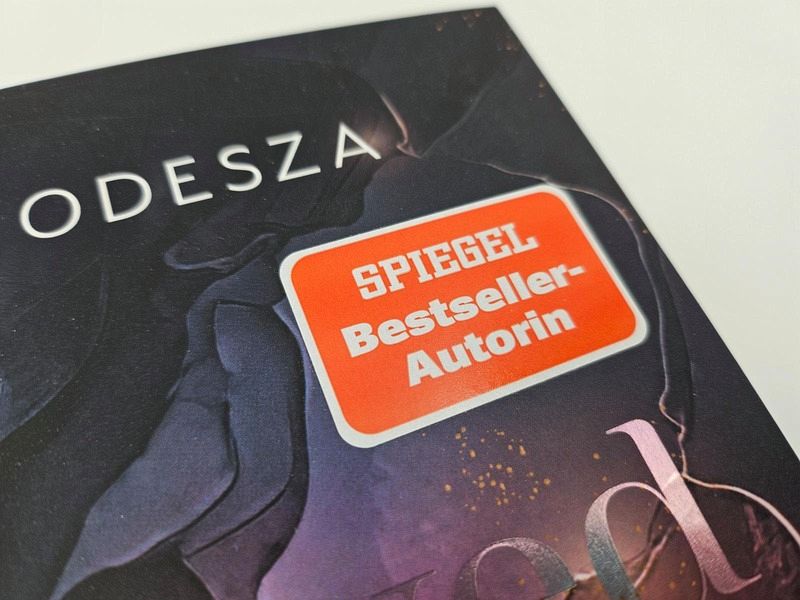 ODESZA
SPIEGEL
Bestseller-
Autorin